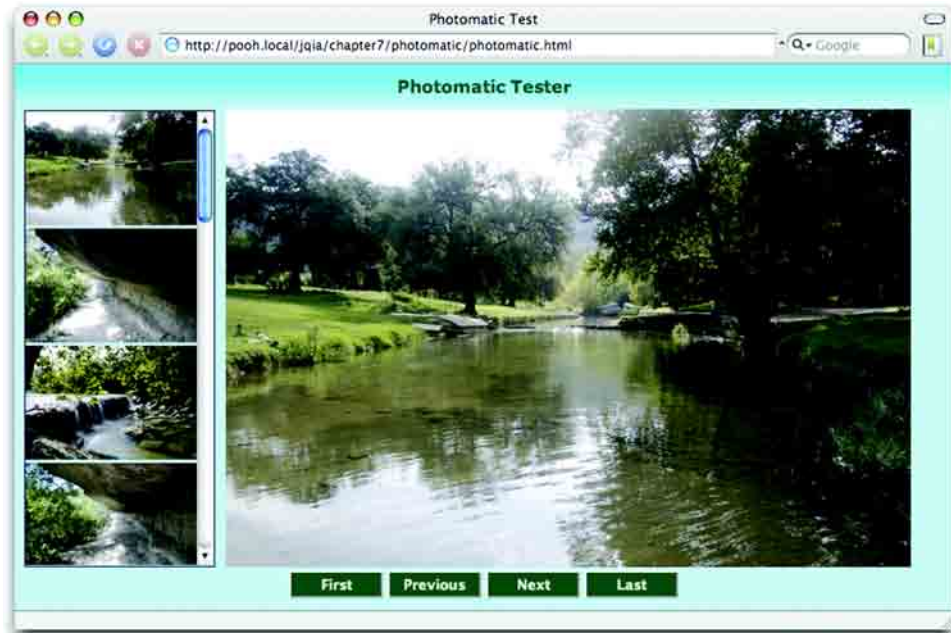 Photomatic Test
http://pooh.local/jqia/chapter7/photomatic/photomatic.html
Google
Photomatic Tester
First
Previous
Next
Last